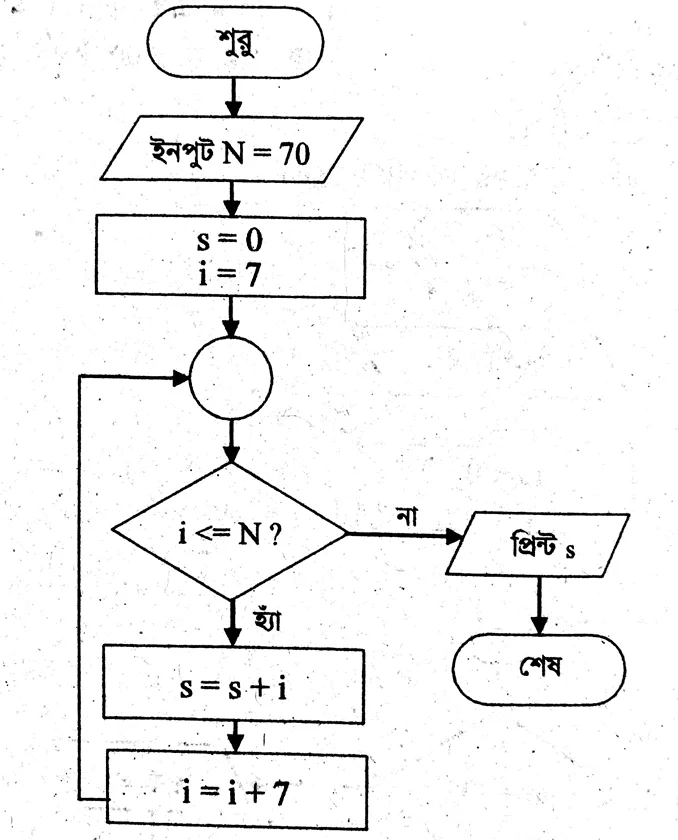 শুরু
ইনপুট N = 70
s = 0
i = 7
i <= N ?
না
প্রিন্ট s
হ্যাঁ
শেষ
s = s + i
i = i + 7